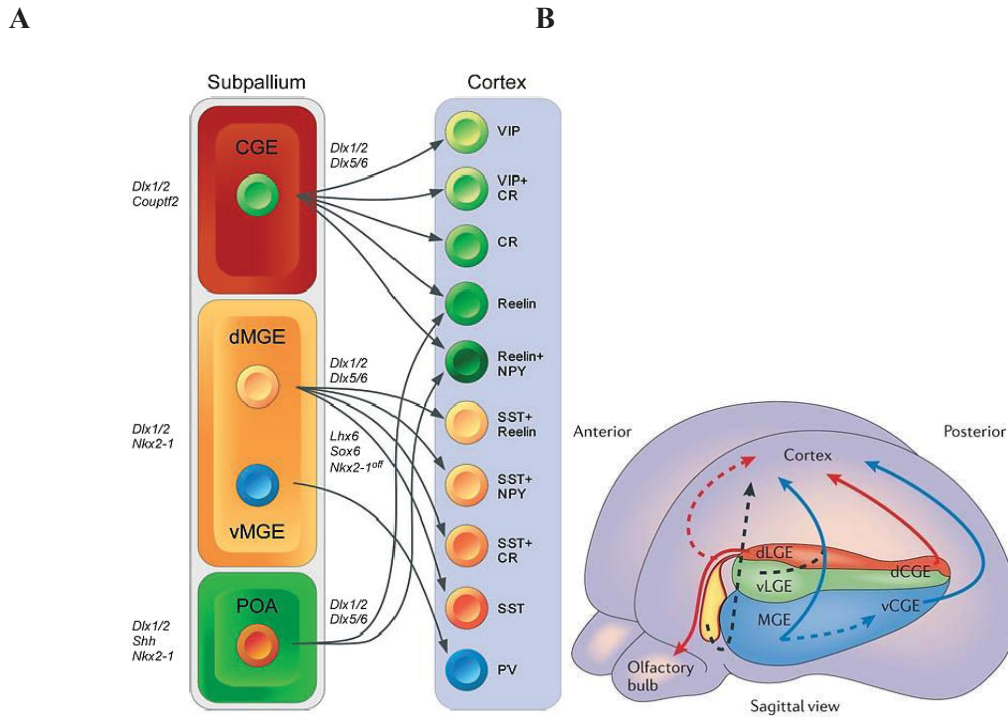 A
B
Subpallium
Cortex
CGE
Dlx1/2
Dlx5/6
Dlx1/2
Couptf2
VIP
VIP+
CR
CR
Reelin
Reelin+
NPY
dMGE
Dlx1/2
Dlx5/6
Dlx1/2
Nkx2-1
Lhx6
Sox6
Nkx2-1off
vMGE
SST+
Reelin
SST+
NPY
SST+
CR
SST
PV
POA
Dlx1/2
Dlx5/6
Dlx1/2
Shh
Nkx2-1
Anterior
Posterior
Cortex
dLGE
vLGE
dCGE
MGE
vCGE
Olfactory
bulb
Sagittal view